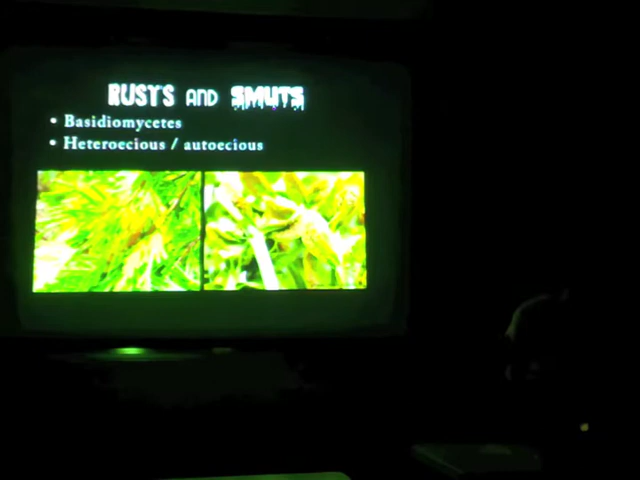 RUSTS AND SMUTS
• Basidiomycetes
• Heteroecious / autoecious